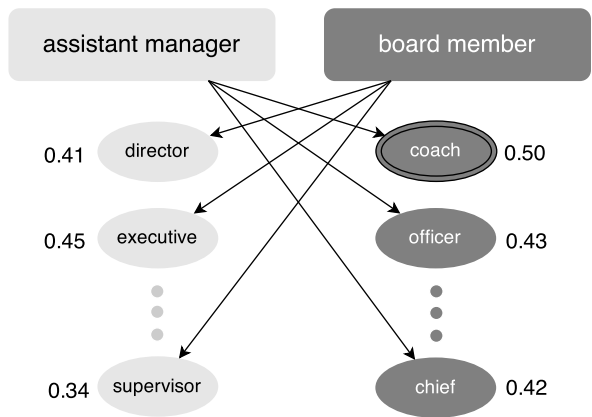 assistant manager
board member
0.41
director
coach
0.50
0.45
executive
officer
0.43
0.34
supervisor
chief
0.42